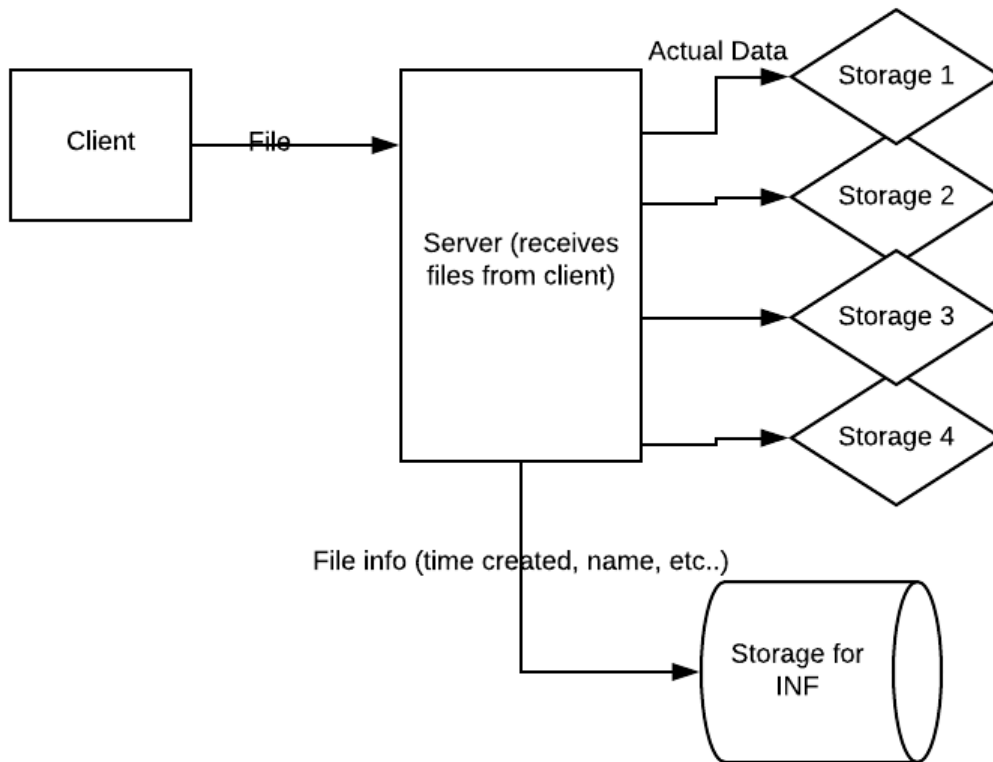 Actual Data
Storage 1
Client
File
Storage 2
Server (receives
files from client)
Storage 3
Storage 4
File info (time created, name, etc..)
Storage for
INF